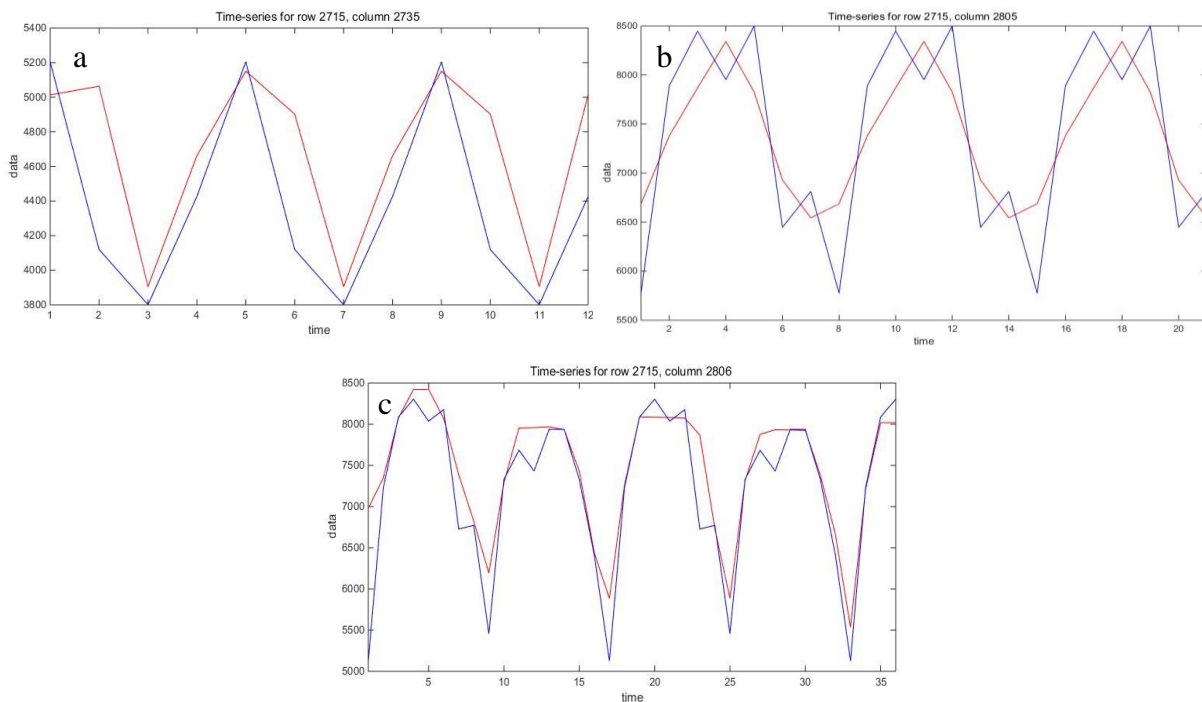 Time-series for row 2715, column 2735
a
5400
5200
5000
4800
4600
4400
4200
4000
3800
data
1 2 3 4 5 6 7 8 9 10 11 12
time
Time-series for row 2715, column 2805
b
8500
8000
7500
7000
6500
6000
5500
data
2 4 6 8 10 12 14 16 18 20
time
Time-series for row 2715, column 2806
c
8500
8000
7500
7000
6500
6000
5500
5000
data
5 10 15 20 25 30 35
time